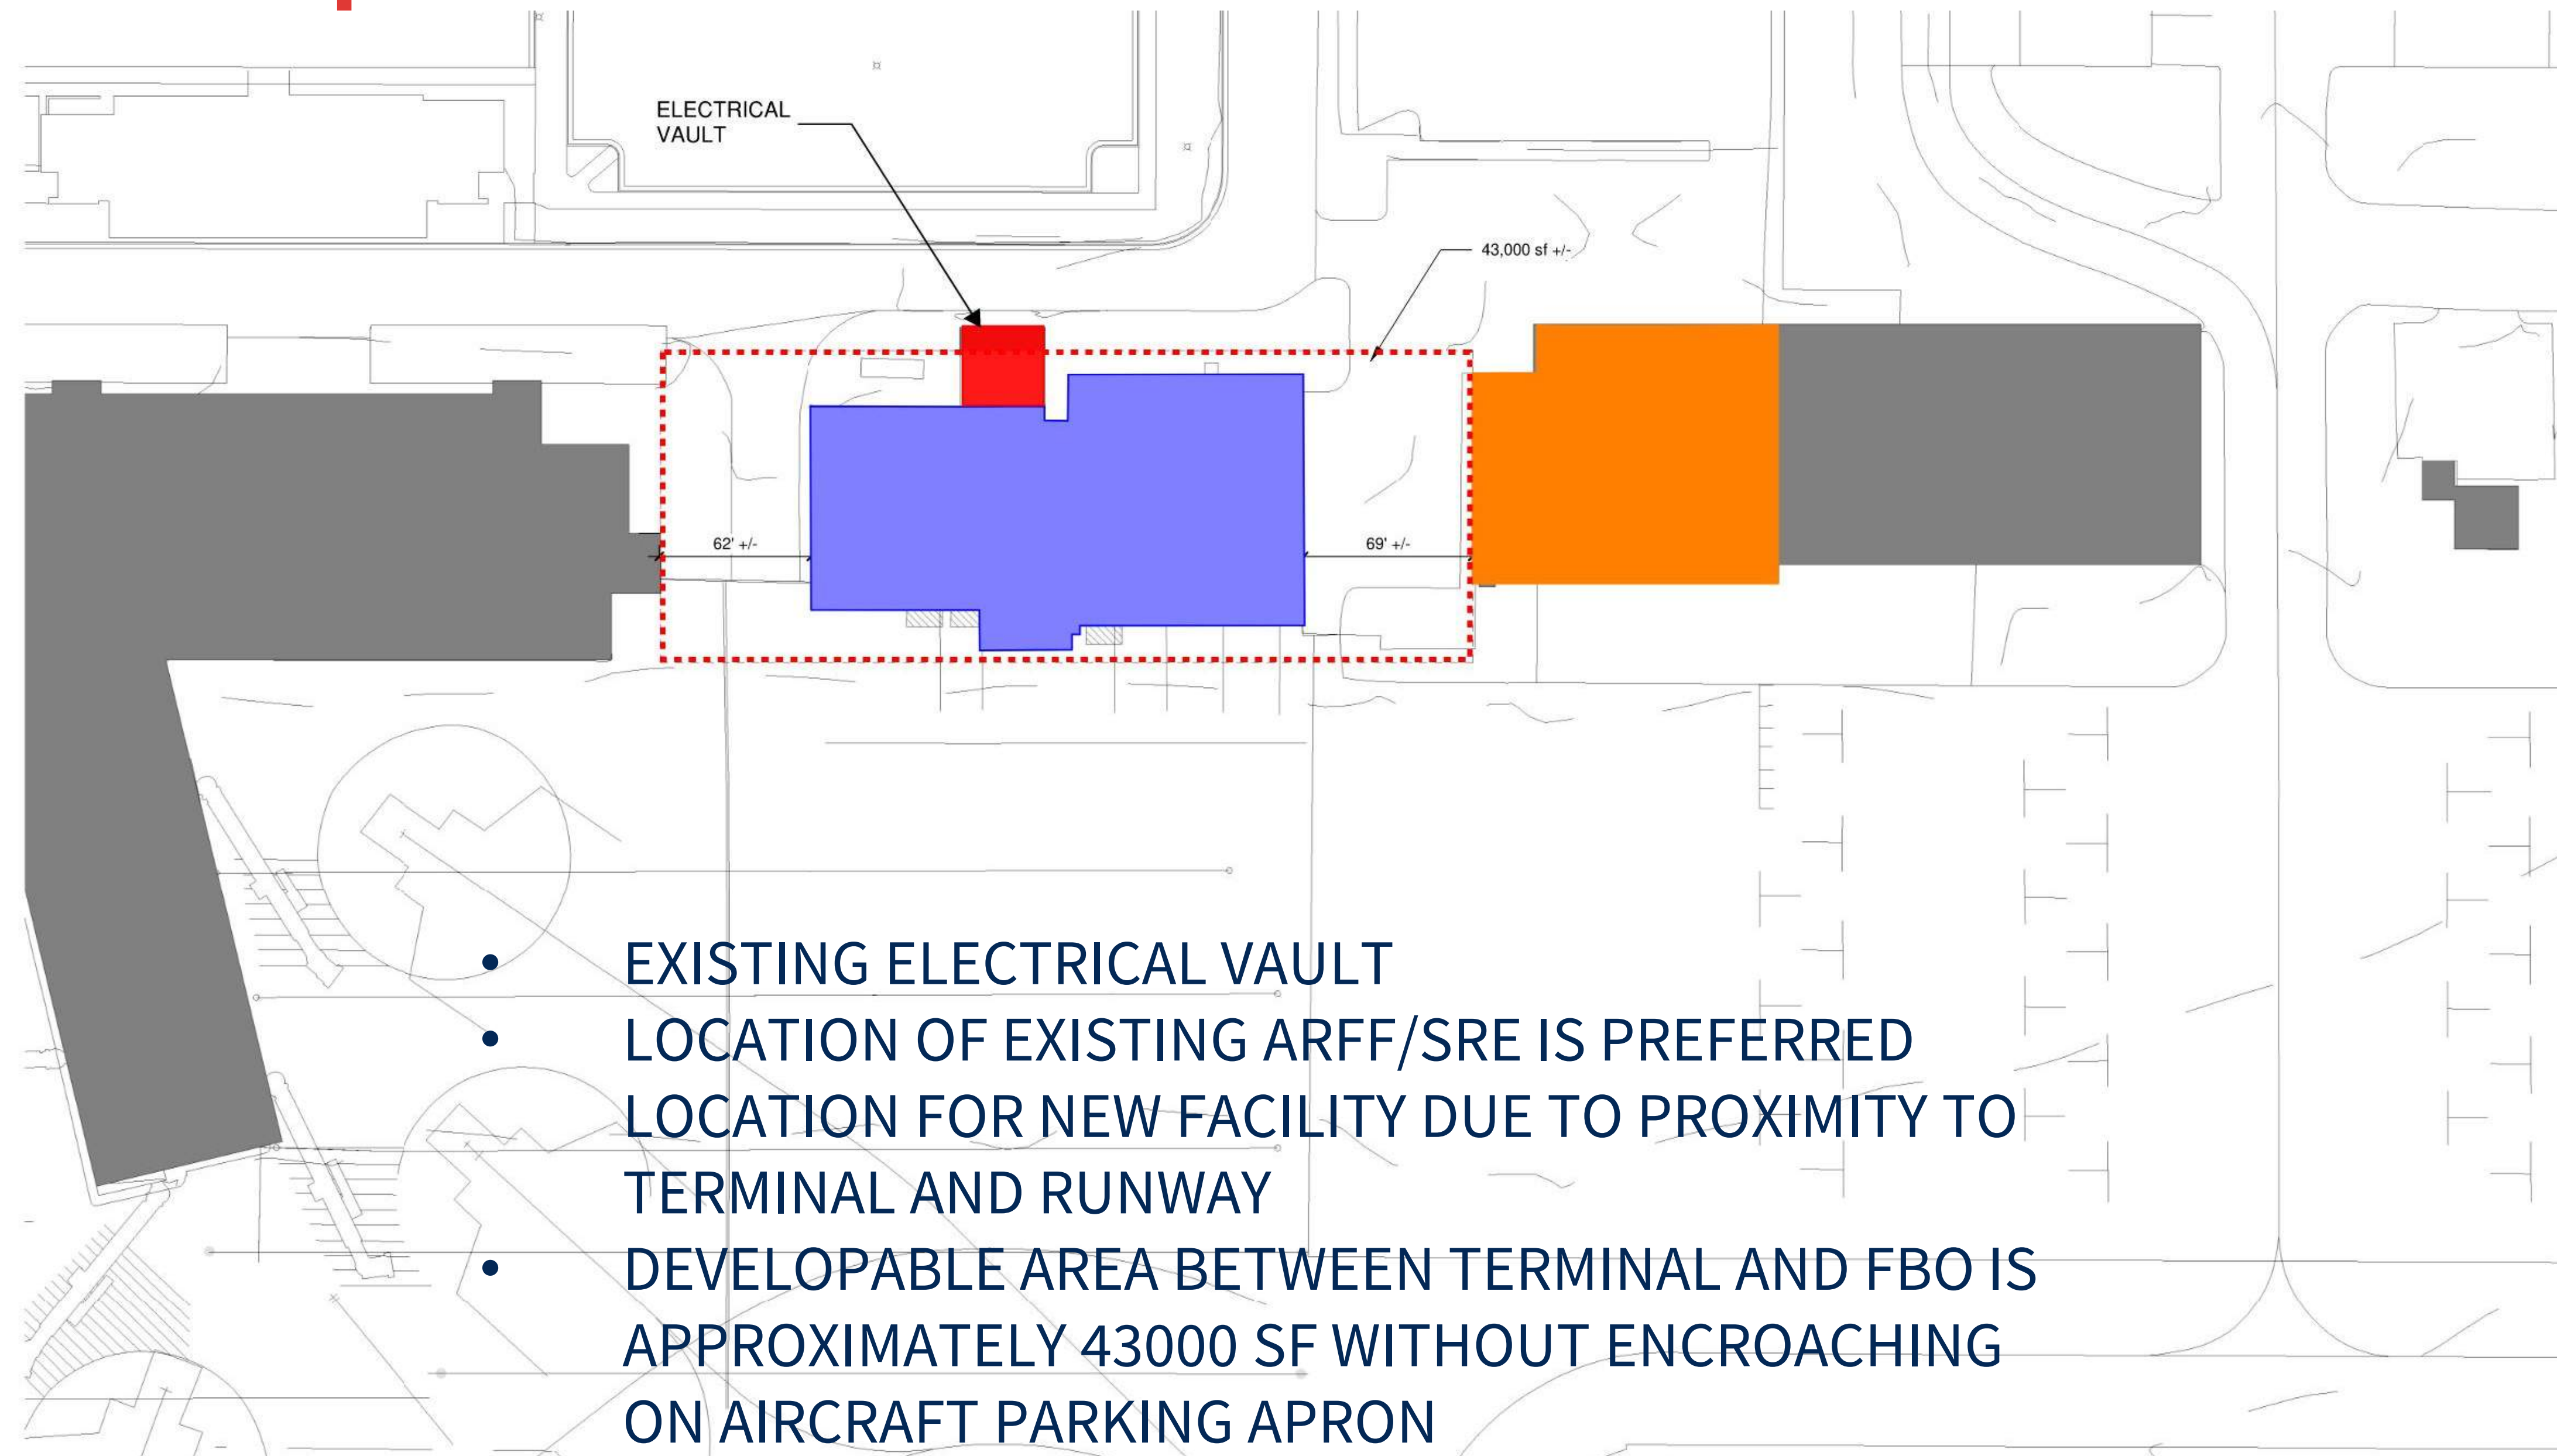 ELECTRICAL
VAULT
43,000 sf +/-
62' +/-
69' +/-
• EXISTING ELECTRICAL VAULT
• LOCATION OF EXISTING ARFF/SRE IS PREFERRED
LOCATION FOR NEW FACILITY DUE TO PROXIMITY TO
TERMINAL AND RUNWAY
• DEVELOPABLE AREA BETWEEN TERMINAL AND FBO IS
APPROXIMATELY 43000 SF WITHOUT ENCROACHING
ON AIRCRAFT PARKING APRON